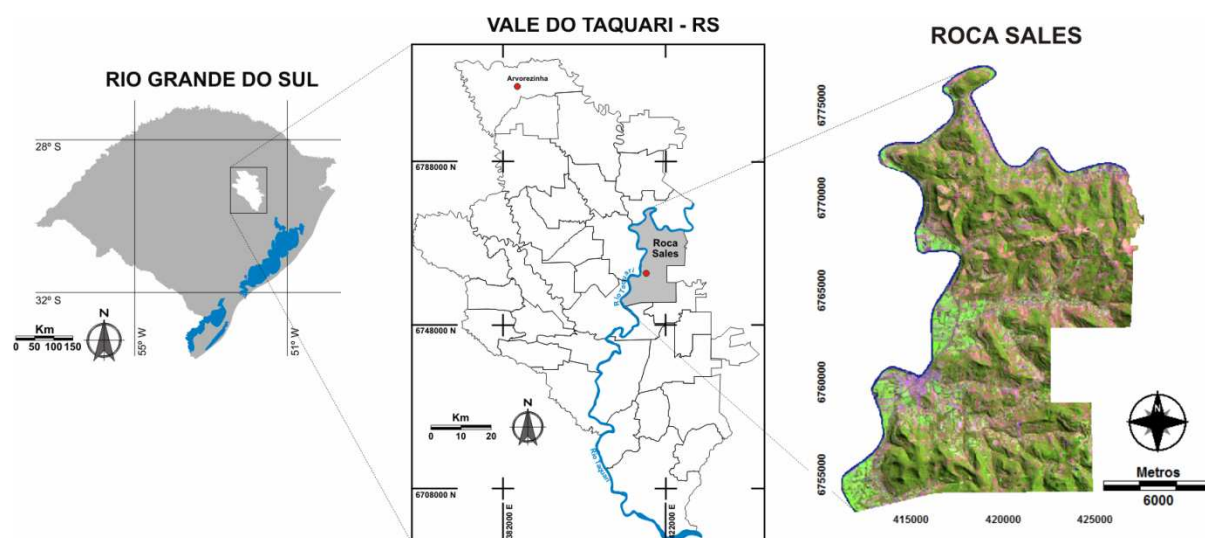 RIO GRANDE DO SUL
28° S
32° S
Km
0 50 100 150
N
55° W
51° W
VALE DO TAQUARI - RS
Arvorezinha
6788000 N
Roca
Sales
Rio Taquari
6748000 N
Km
0 10 20
N
Rio Taquari
6708000 N
382000 E
422000 E
ROCA SALES
6775000
6770000
6765000
6760000
6755000
N
Metros
6000
415000
420000
425000